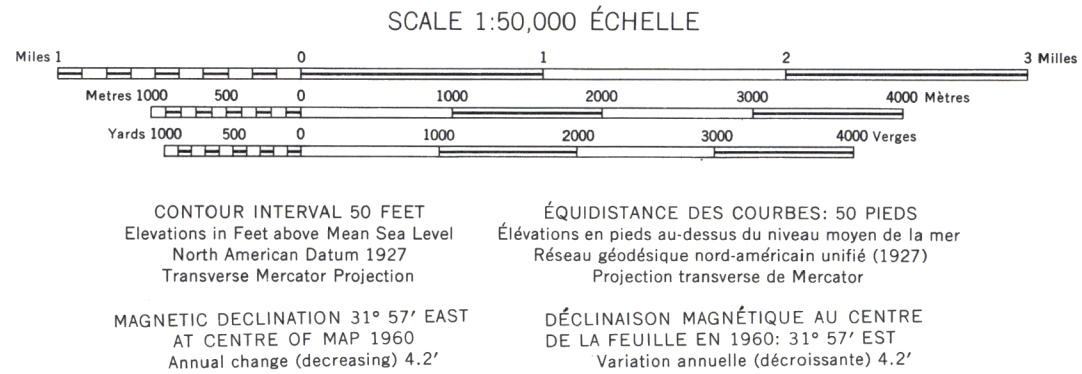 SCALE 1:50,000 ÉCHELLE
Miles 1 0 1 2 3 Milles
Metres 1000 500 0 1000 2000 3000 4000 Mètres
Yards 1000 500 0 1000 2000 3000 4000 Verges
CONTOUR INTERVAL 50 FEET
Elevations in Feet above Mean Sea Level
North American Datum 1927
Transverse Mercator Projection
ÉQUIDISTANCE DES COURBES: 50 PIEDS
Élévations en pieds au-dessus du niveau moyen de la mer
Réseau géodésique nord-américain unifié (1927)
Projection transverse de Mercator
MAGNETIC DECLINATION 31° 57′ EAST
AT CENTRE OF MAP 1960
Annual change (decreasing) 4.2′
DÉCLINAISON MAGNÉTIQUE AU CENTRE
DE LA FEUILLE EN 1960: 31° 57′ EST
Variation annuelle (décroissante) 4.2′